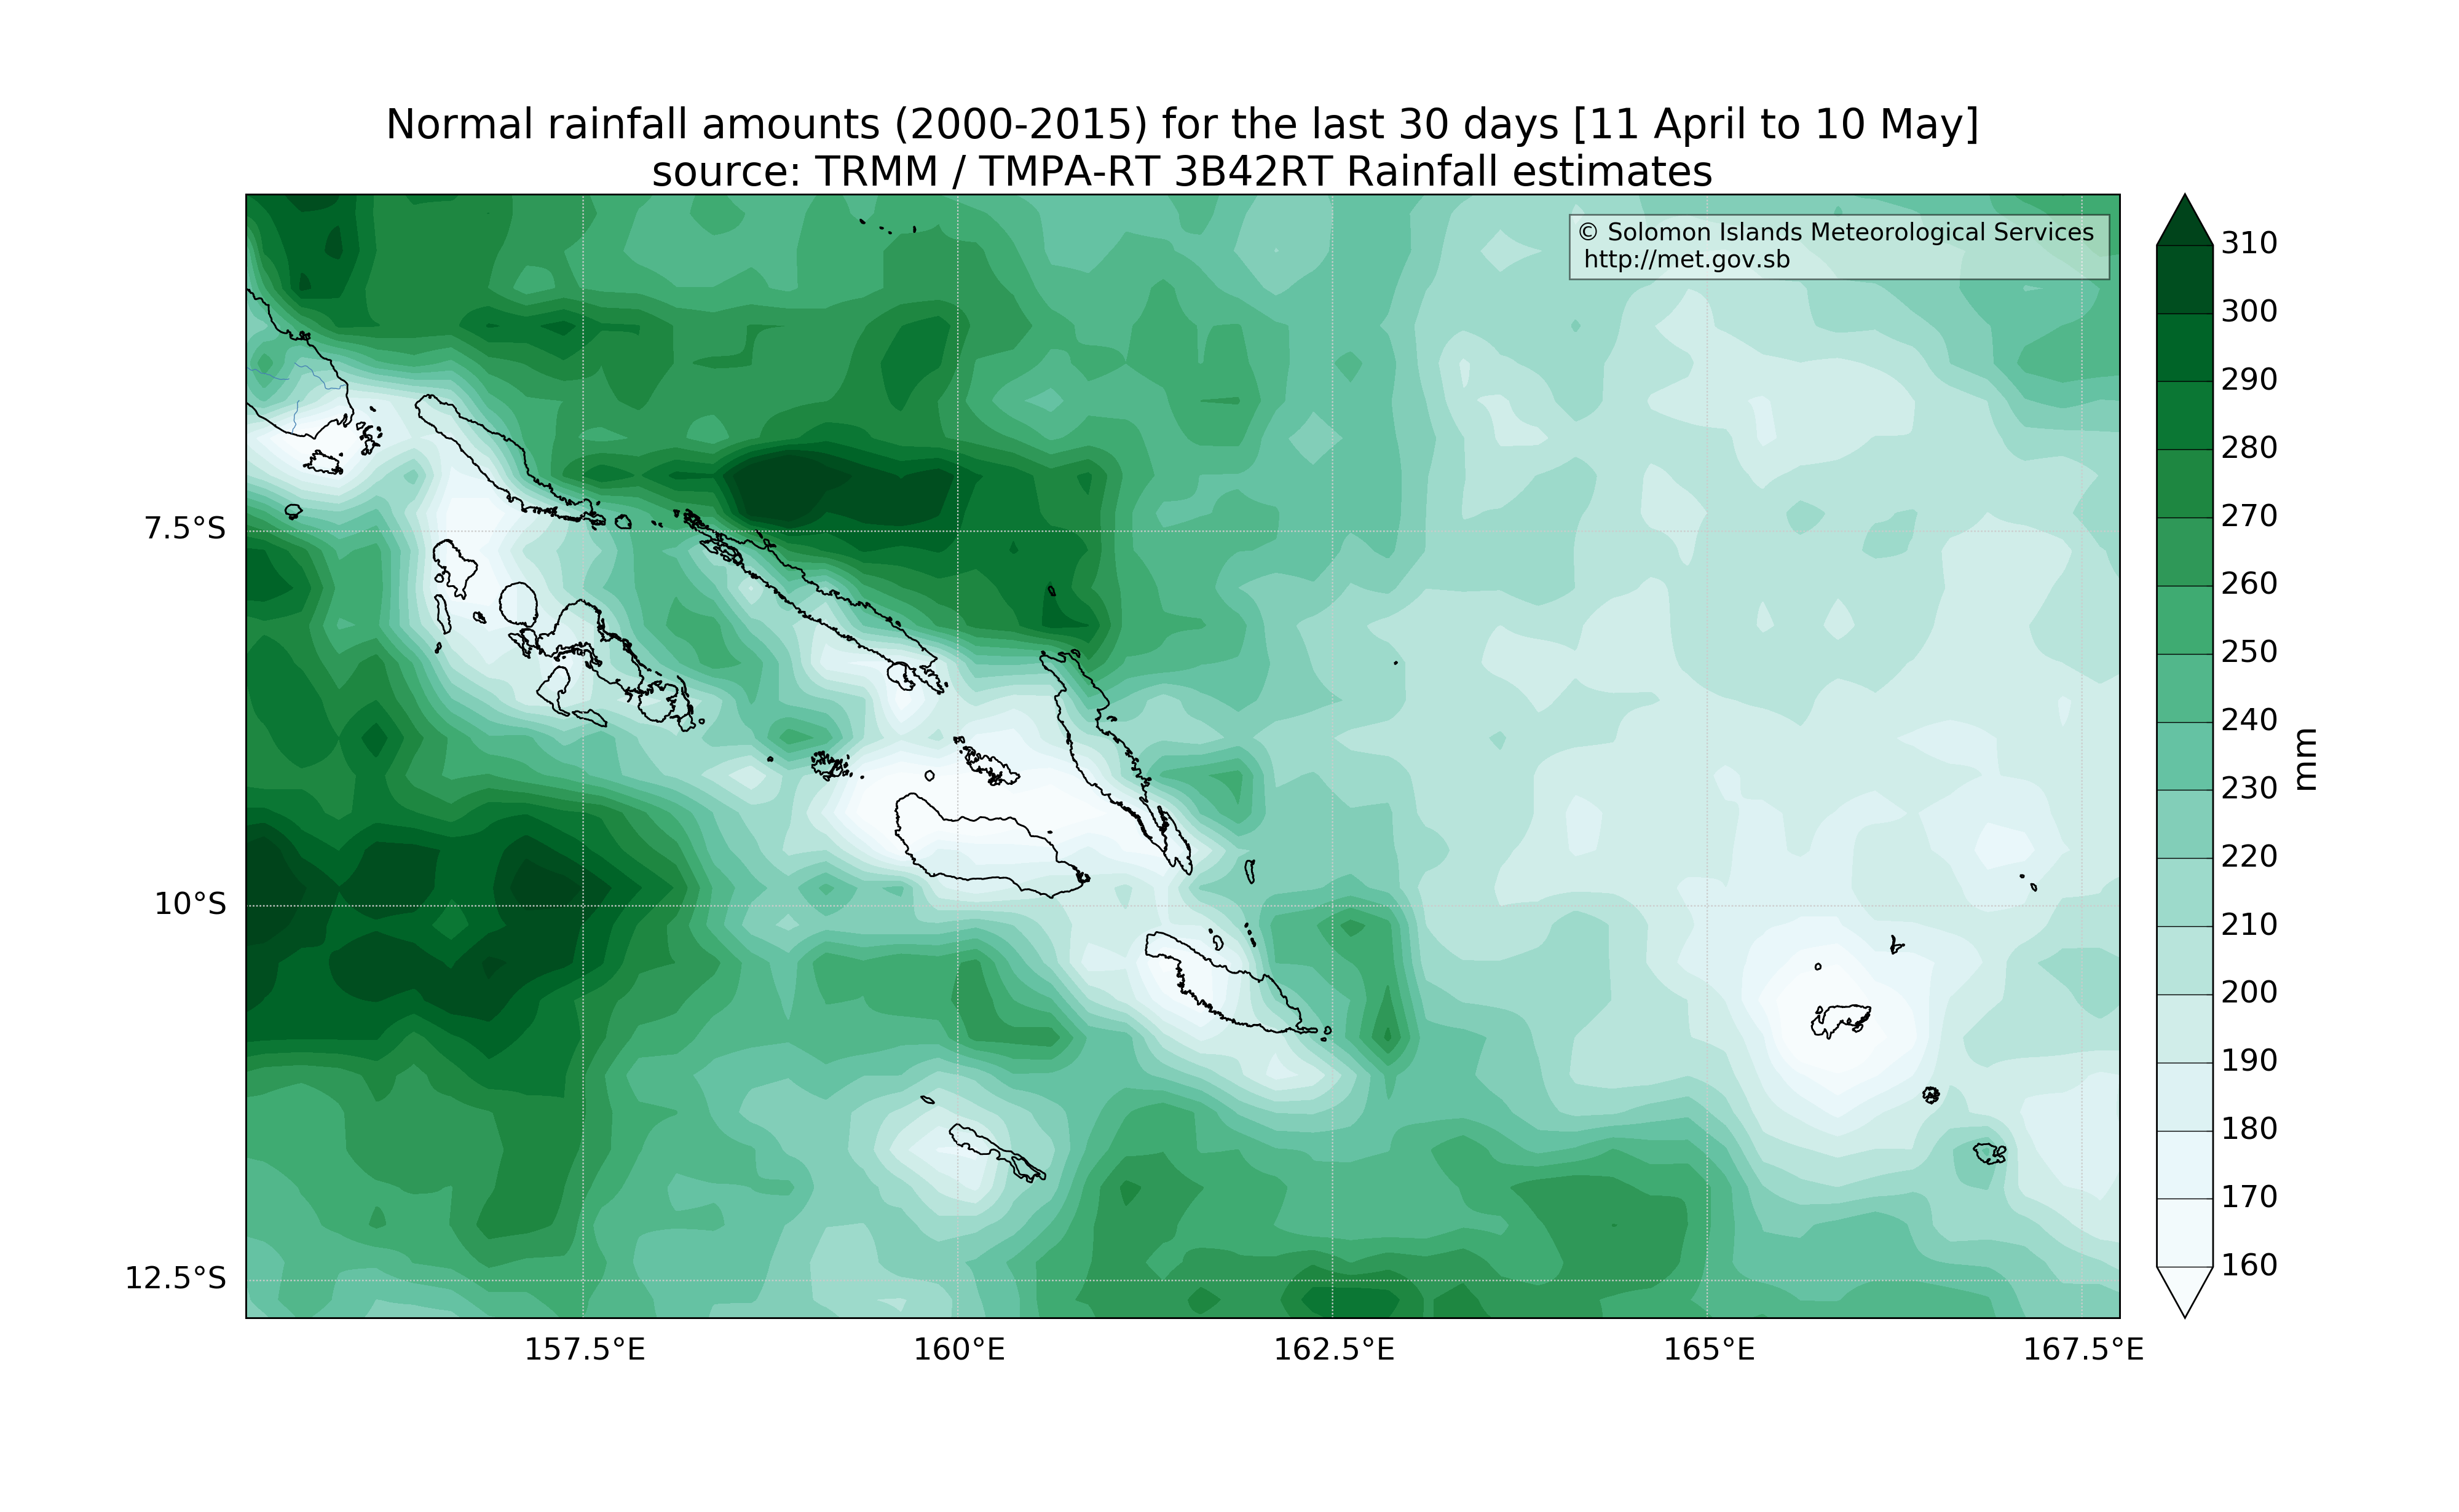 Normal rainfall amounts (2000-2015) for the last 30 days [11 April to 10 May]
source: TRMM / TMPA-RT 3B42RT Rainfall estimates
© Solomon Islands Meteorological Services
http://met.gov.sb
7.5°S
10°S
12.5°S
157.5°E
160°E
162.5°E
165°E
167.5°E
310
300
290
280
270
260
250
240
230
220
210
200
190
180
170
160
mm